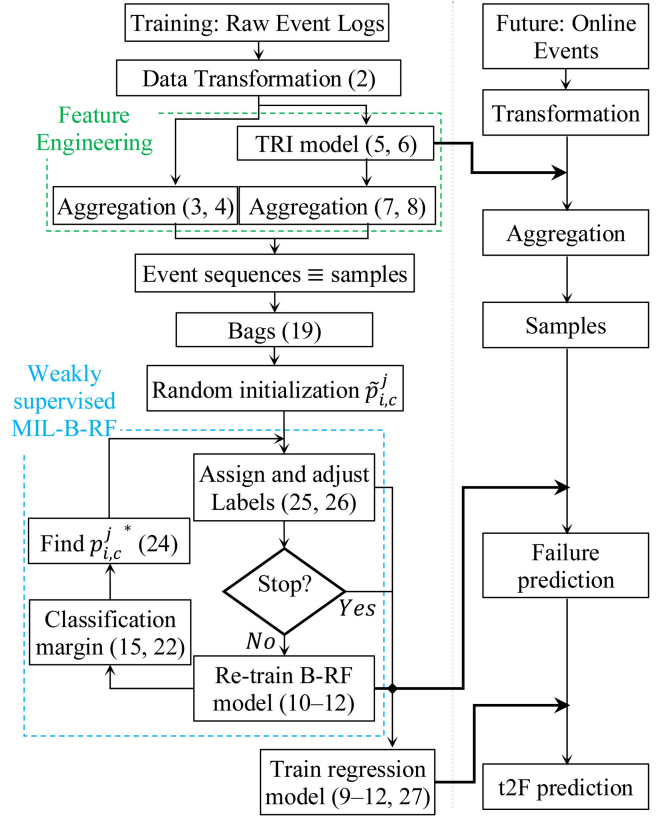 Training: Raw Event Logs
Data Transformation (2)
Feature
Engineering
TRI model (5, 6)
Aggregation (3, 4)
Aggregation (7, 8)
Event sequences ≡ samples
Bags (19)
Weakly
supervised
MIL-B-RF
Random initialization p̃^j_{i,c}
Assign and adjust
Labels (25, 26)
Find p^{j *}_{i,c} (24)
Stop?
Yes
No
Classification
margin (15, 22)
Re-train B-RF
model (10–12)
Train regression
model (9–12, 27)
Future: Online
Events
Transformation
Aggregation
Samples
Failure
prediction
t2F prediction